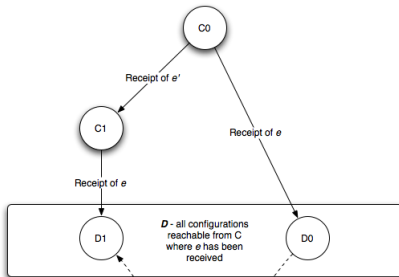 C0
Receipt of e'
Receipt of e
C1
Receipt of e
D - all configurations
reachable from C
where e has been
received
D1
D0